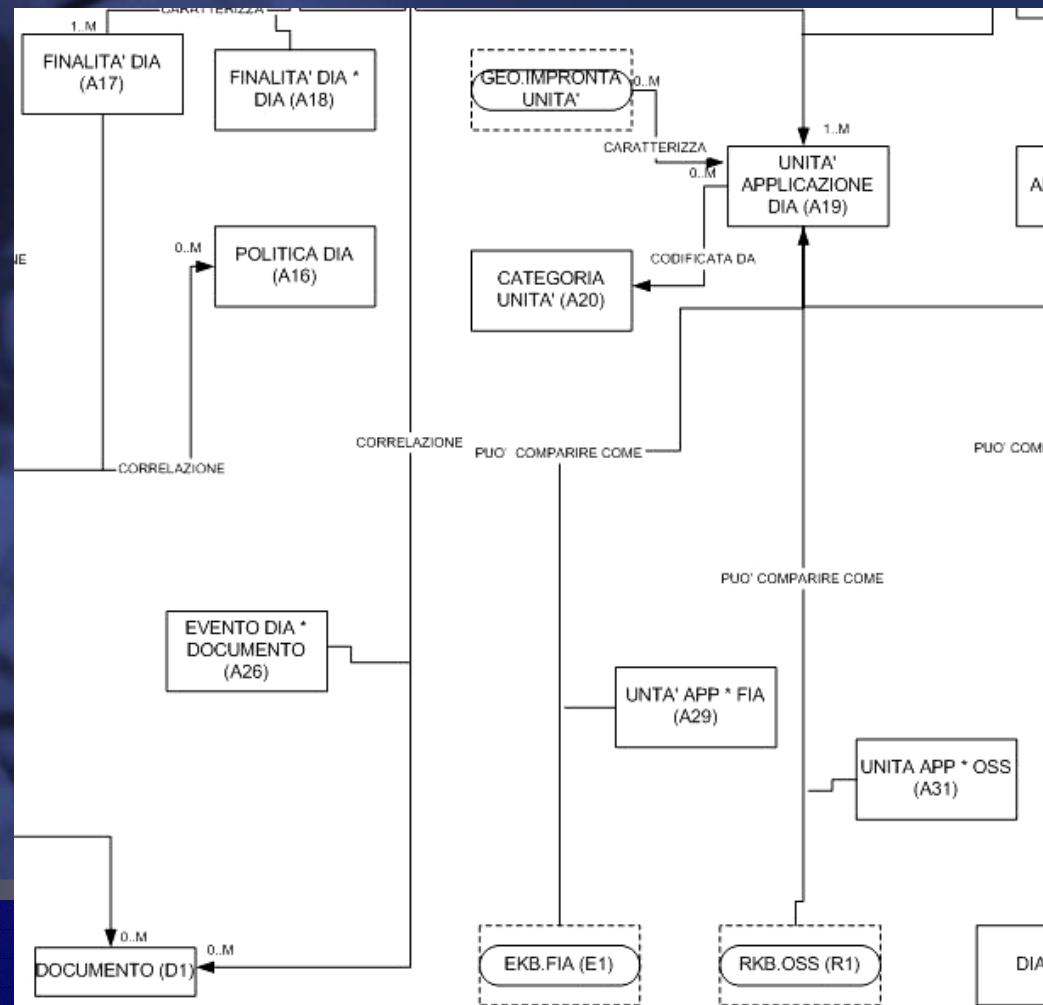 CARATTERIZZA
1..M
FINALITA' DIA
(A17)
FINALITA' DIA *
DIA (A18)
GEO.IMPRONTA
UNITA'
0..M
CARATTERIZZA
0..M
1..M
UNITA'
APPLICAZIONE
DIA (A19)
0..M
POLITICA DIA
(A16)
CODIFICATA DA
CATEGORIA
UNITA' (A20)
CORRELAZIONE
CORRELAZIONE
PUO' COMPARIRE COME
PUO' COM
PUO' COMPARIRE COME
EVENTO DIA *
DOCUMENTO
(A26)
UNTA' APP * FIA
(A29)
UNITA APP * OSS
(A31)
0..M
0..M
DOCUMENTO (D1)
EKB.FIA (E1)
RKB.OSS (R1)
DIA